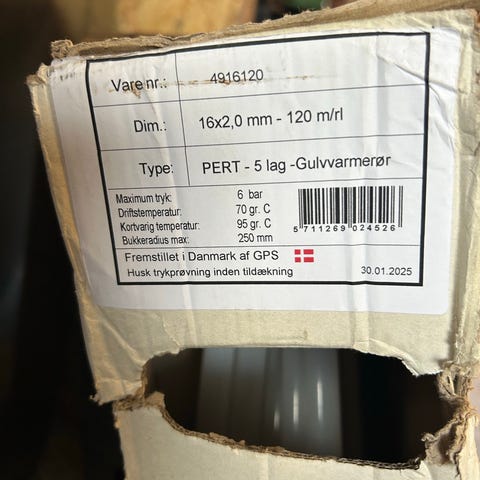 Vare nr.: 4916120
Dim.: 16x2,0 mm - 120 m/rl
Type: PERT - 5 lag -Gulvvarmerør
Maximum tryk: 6 bar
Driftstemperatur: 70 gr. C
Kortvarig temperatur: 95 gr. C
Bukkeradius max: 250 mm
5 711269 024526
Fremstillet i Danmark af GPS
Husk trykprøvning inden tildækning 30.01.2025